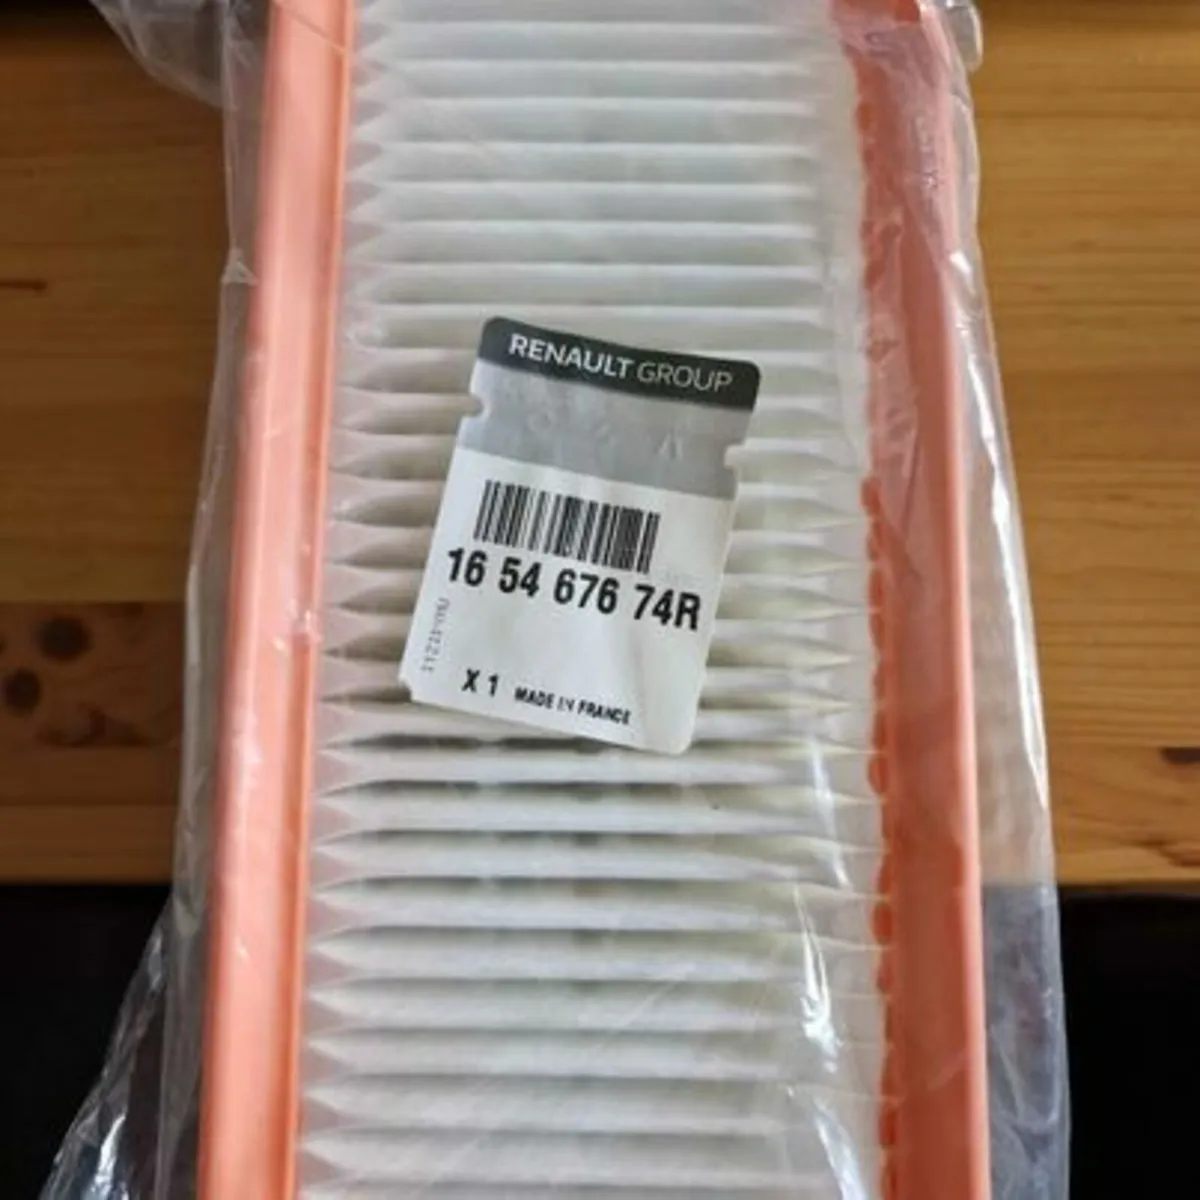 RENAULT GROUP
16 54 676 74R
X 1 MADE IN FRANCE